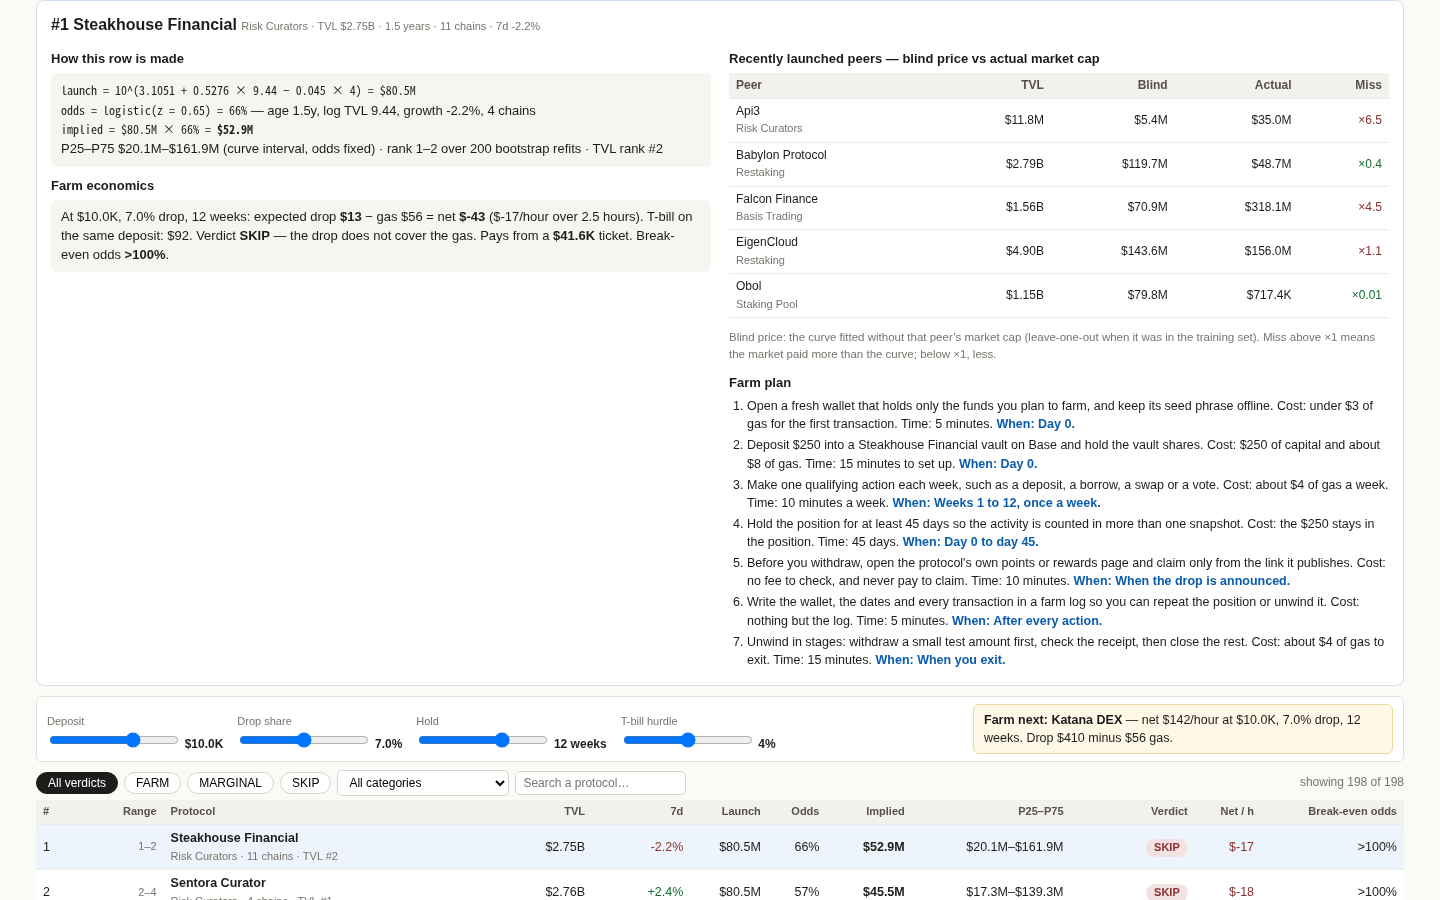 #1 Steakhouse Financial Risk Curators · TVL $2.75B · 1.5 years · 11 chains · 7d -2.2%
How this row is made
launch = 10^(3.1051 + 0.5276 × 9.44 − 0.045 × 4) = $80.5M
odds = logistic(z = 0.65) = 66% — age 1.5y, log TVL 9.44, growth -2.2%, 4 chains
implied = $80.5M × 66% = $52.9M
P25–P75 $20.1M–$161.9M (curve interval, odds fixed) · rank 1–2 over 200 bootstrap refits · TVL rank #2
Farm economics
At $10.0K, 7.0% drop, 12 weeks: expected drop $13 − gas $56 = net $-43 ($-17/hour over 2.5 hours). T-bill on
the same deposit: $92. Verdict SKIP — the drop does not cover the gas. Pays from a $41.6K ticket. Break-
even odds >100%.
Recently launched peers — blind price vs actual market cap
Peer TVL Blind Actual Miss
Api3 $11.8M $5.4M $35.0M ×6.5
Risk Curators
Babylon Protocol $2.79B $119.7M $48.7M ×0.4
Restaking
Falcon Finance $1.56B $70.9M $318.1M ×4.5
Basis Trading
EigenCloud $4.90B $143.6M $156.0M ×1.1
Restaking
Obol $1.15B $79.8M $717.4K ×0.01
Staking Pool
Blind price: the curve fitted without that peer's market cap (leave-one-out when it was in the training set). Miss above ×1 means
the market paid more than the curve; below ×1, less.
Farm plan
1. Open a fresh wallet that holds only the funds you plan to farm, and keep its seed phrase offline. Cost: under $3 of
gas for the first transaction. Time: 5 minutes. When: Day 0.
2. Deposit $250 into a Steakhouse Financial vault on Base and hold the vault shares. Cost: $250 of capital and about
$8 of gas. Time: 15 minutes to set up. When: Day 0.
3. Make one qualifying action each week, such as a deposit, a borrow, a swap or a vote. Cost: about $4 of gas a week.
Time: 10 minutes a week. When: Weeks 1 to 12, once a week.
4. Hold the position for at least 45 days so the activity is counted in more than one snapshot. Cost: the $250 stays in
the position. Time: 45 days. When: Day 0 to day 45.
5. Before you withdraw, open the protocol's own points or rewards page and claim only from the link it publishes. Cost:
no fee to check, and never pay to claim. Time: 10 minutes. When: When the drop is announced.
6. Write the wallet, the dates and every transaction in a farm log so you can repeat the position or unwind it. Cost:
nothing but the log. Time: 5 minutes. When: After every action.
7. Unwind in stages: withdraw a small test amount first, check the receipt, then close the rest. Cost: about $4 of gas to
exit. Time: 15 minutes. When: When you exit.
Deposit $10.0K
Drop share 7.0%
Hold 12 weeks
T-bill hurdle 4%
Farm next: Katana DEX — net $142/hour at $10.0K, 7.0% drop, 12
weeks. Drop $410 minus $56 gas.
All verdicts FARM MARGINAL SKIP All categories Search a protocol… showing 198 of 198
# Range Protocol TVL 7d Launch Odds Implied P25–P75 Verdict Net / h Break-even odds
1 1–2 Steakhouse Financial $2.75B -2.2% $80.5M 66% $52.9M $20.1M–$161.9M SKIP $-17 >100%
Risk Curators · 11 chains · TVL #2
2 2–4 Sentora Curator $2.76B +2.4% $80.5M 57% $45.5M $17.3M–$139.3M SKIP $-18 >100%
Risk Curators · 4 chains · TVL #1